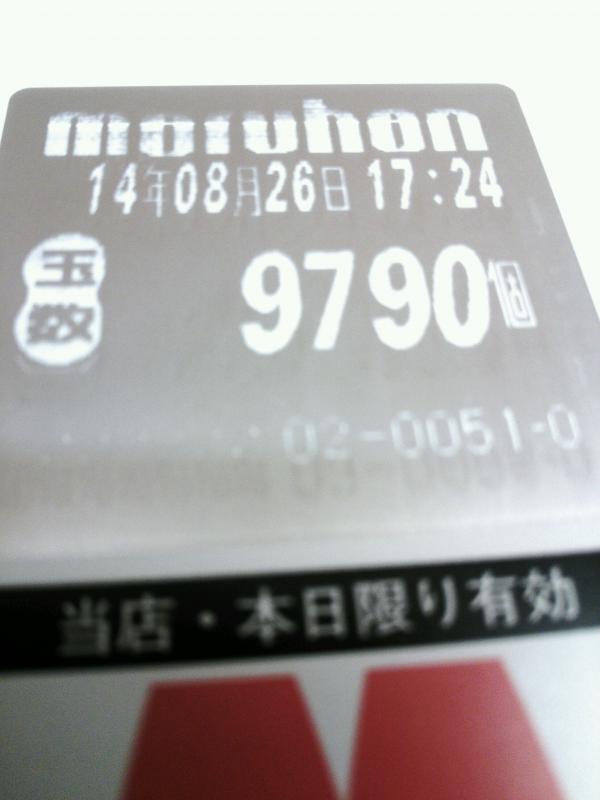 maruhan
14年08月26日 17:24
玉数 9790個
02-0051-0
当店・本日限り有効